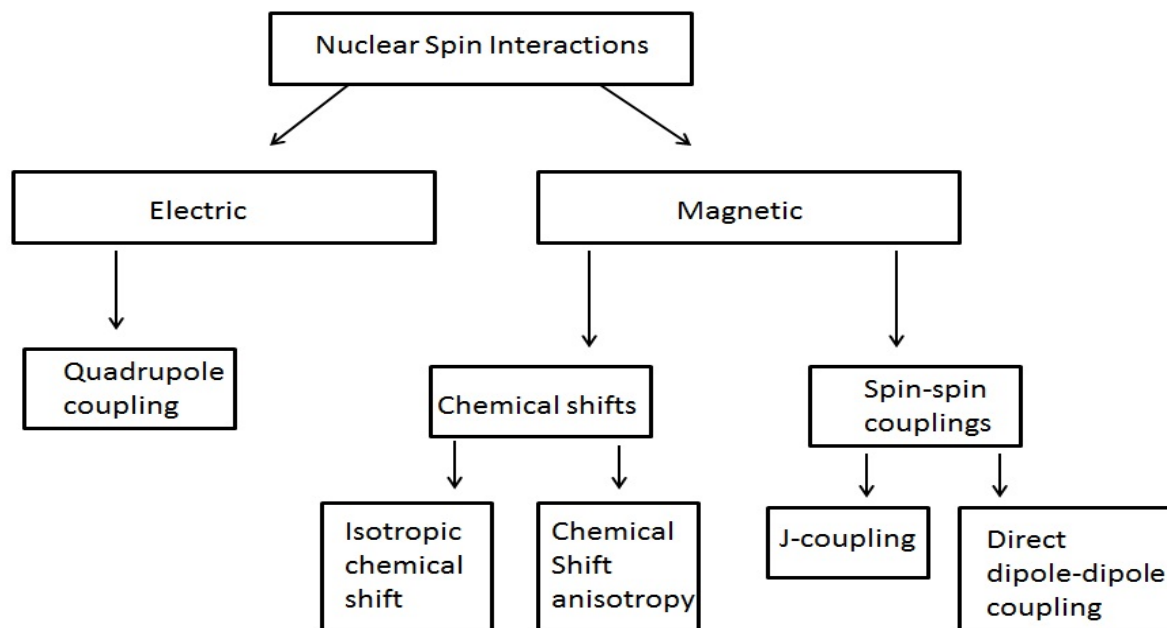 Nuclear Spin Interactions
Electric
Magnetic
Quadrupole
coupling
Chemical shifts
Spin-spin
couplings
Isotropic
chemical
shift
Chemical
Shift
anisotropy
J-coupling
Direct
dipole-dipole
coupling